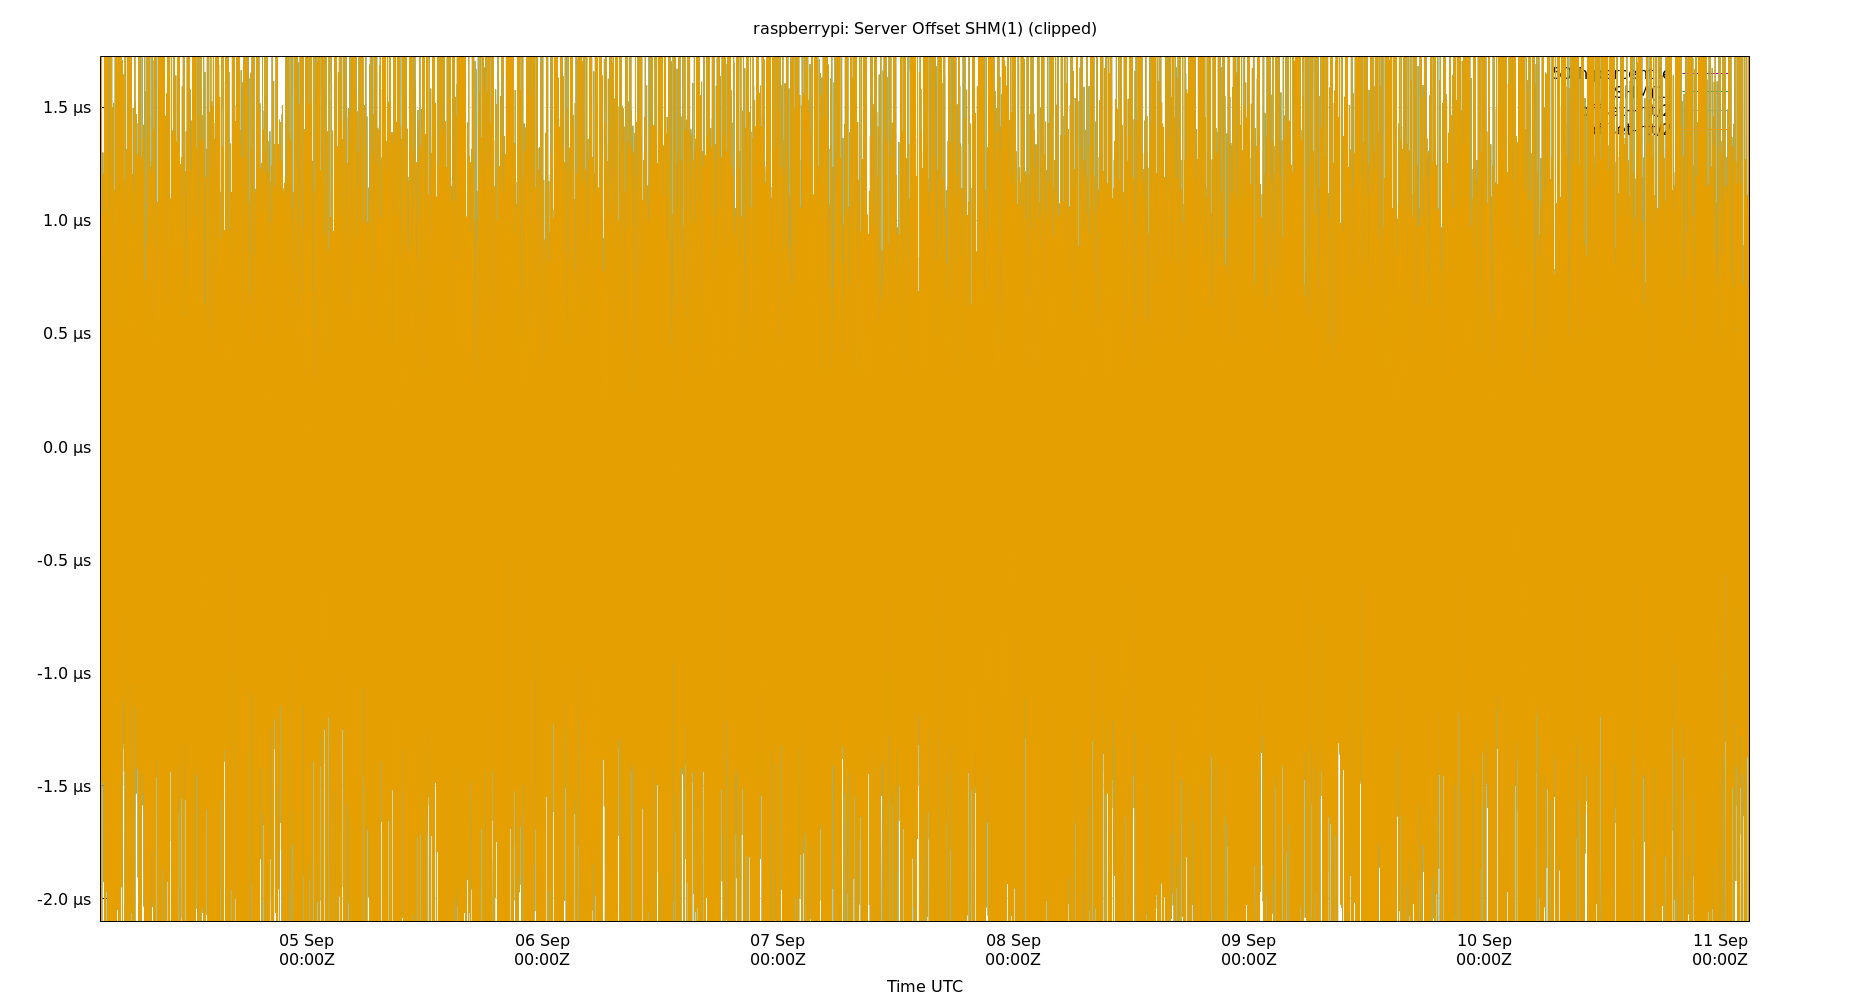 raspberrypi: Server Offset SHM(1) (clipped)
1.5 µs
1.0 µs
0.5 µs
0.0 µs
-0.5 µs
-1.0 µs
-1.5 µs
-2.0 µs
05 Sep 06 Sep 07 Sep 08 Sep 09 Sep 10 Sep 11 Sep
00:00Z 00:00Z 00:00Z 00:00Z 00:00Z 00:00Z 00:00Z
Time UTC